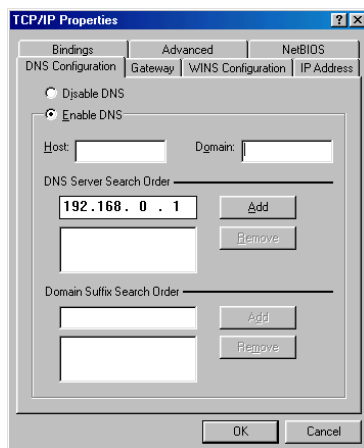 TCP/IP Properties
Bindings Advanced NetBIOS
DNS Configuration Gateway WINS Configuration IP Address
Disable DNS
Enable DNS
Host: Domain:
DNS Server Search Order
192.168. 0 . 1 Add
Remove
Domain Suffix Search Order
Add
Remove
OK Cancel